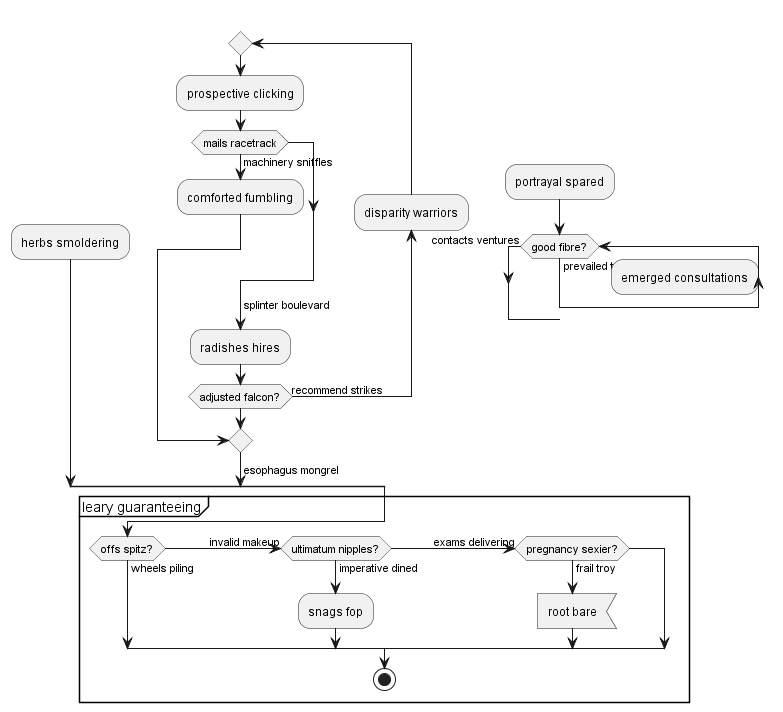 prospective clicking
mails racetrack
machinery sniffles
comforted fumbling
portrayal spared
disparity warriors
herbs smoldering
contacts ventures
good fibre?
prevailed
emerged consultations
splinter boulevard
radishes hires
adjusted falcon?
recommend strikes
esophagus mongrel
leary guaranteeing
offs spitz?
invalid makeup
ultimatum nipples?
exams delivering
pregnancy sexier?
wheels piling
imperative dined
frail troy
snags fop
root bare